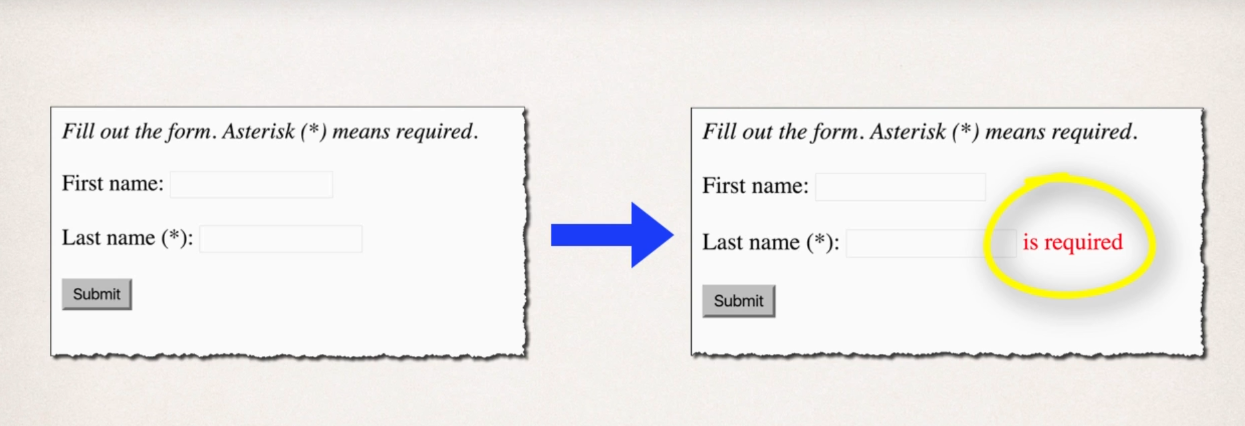 Fill out the form. Asterisk (*) means required.
First name:
Last name (*):
Submit
Fill out the form. Asterisk (*) means required.
First name:
Last name (*): is required
Submit